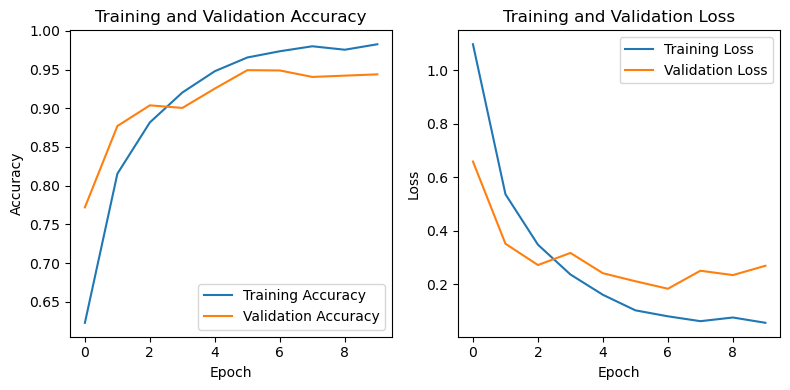 Training and Validation Accuracy
1.00
0.95
0.90
0.85
0.80
0.75
0.70
0.65
Accuracy
0 2 4 6 8
Epoch
Training Accuracy
Validation Accuracy
Training and Validation Loss
1.0
0.8
0.6
0.4
0.2
Loss
0 2 4 6 8
Epoch
Training Loss
Validation Loss